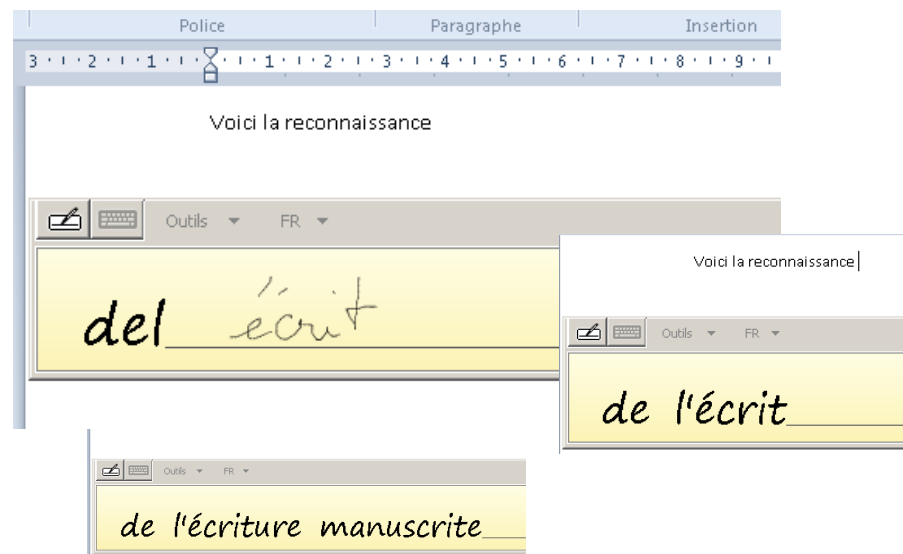 Police Paragraphe Insertion
3 2 1 1 2 3 4 5 6 7 8 9
Voici la reconnaissance
Outils FR
del écrit
Voici la reconnaissance
Outils FR
de l'écrit
Outils FR
de l'écriture manuscrite